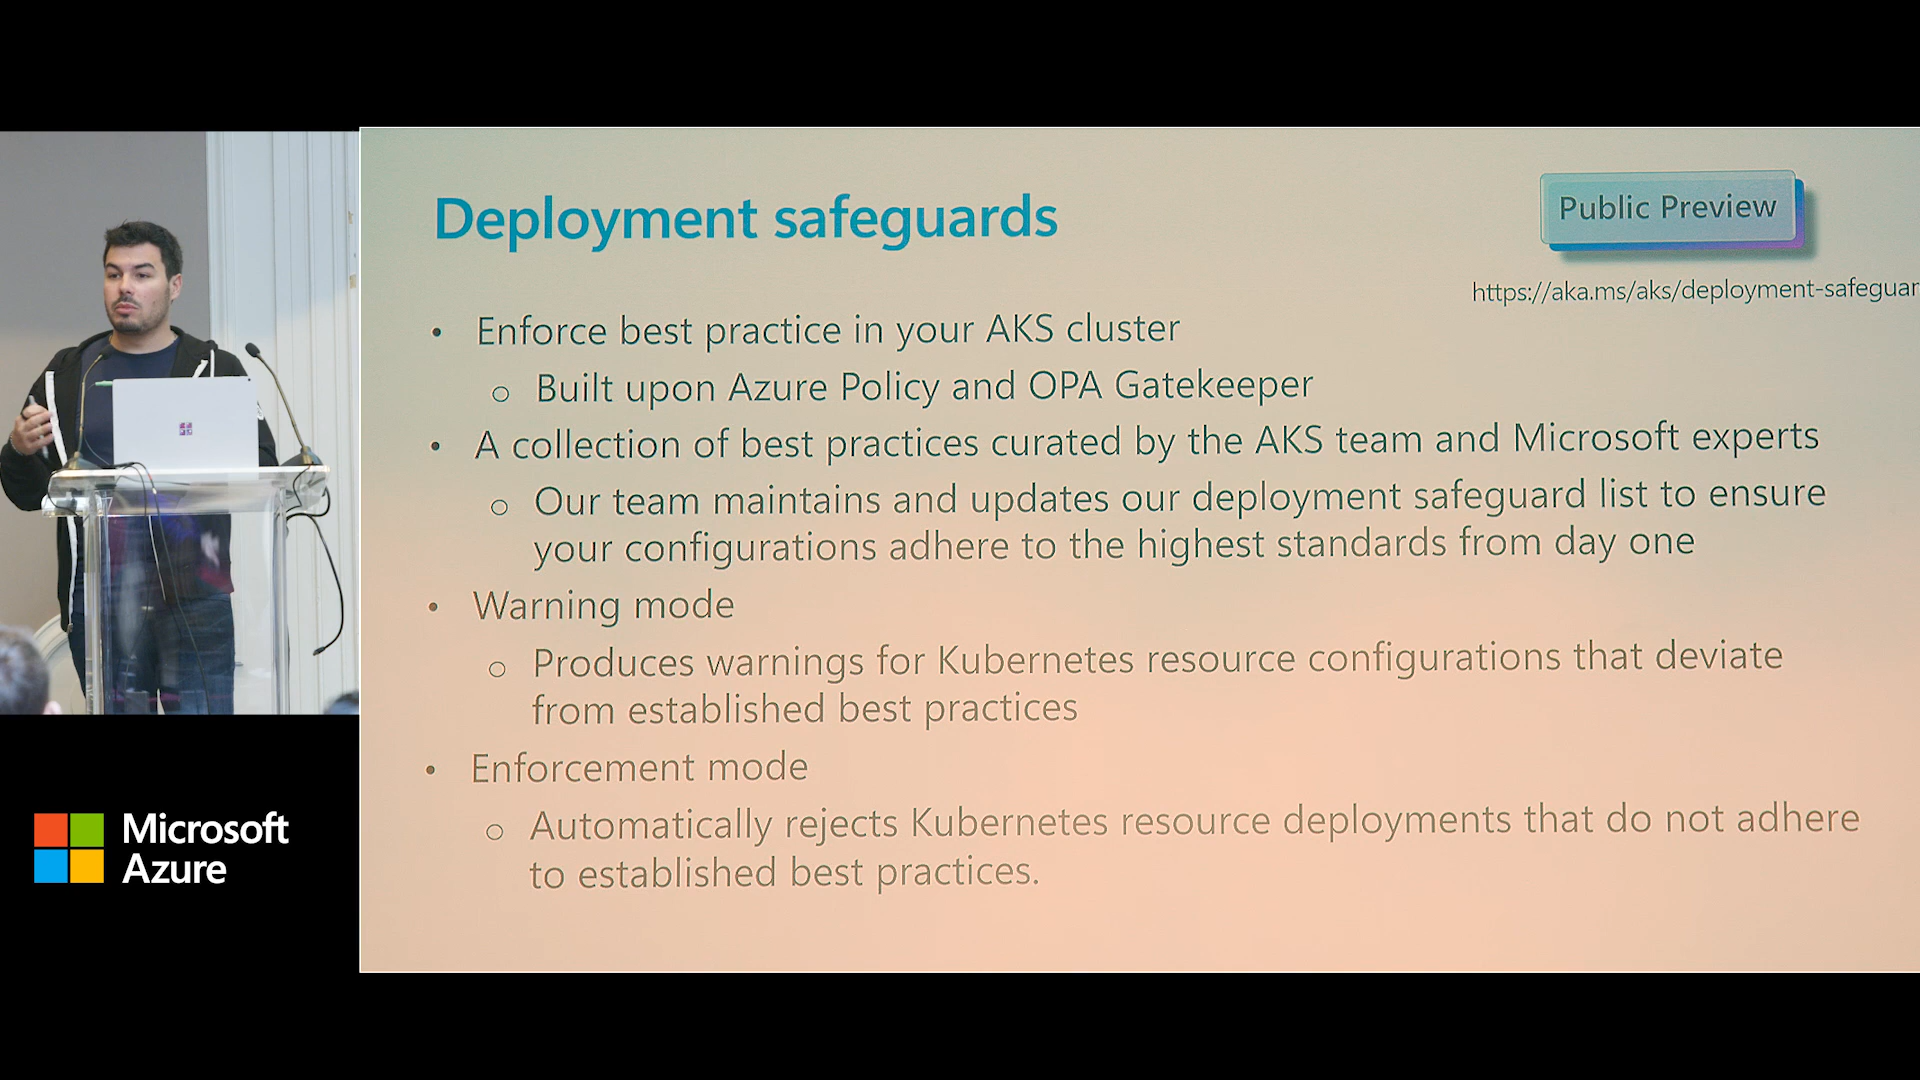 Deployment safeguards
Public Preview
https://aka.ms/aks/deployment-safeguar
• Enforce best practice in your AKS cluster
o Built upon Azure Policy and OPA Gatekeeper
• A collection of best practices curated by the AKS team and Microsoft experts
o Our team maintains and updates our deployment safeguard list to ensure
your configurations adhere to the highest standards from day one
• Warning mode
o Produces warnings for Kubernetes resource configurations that deviate
from established best practices
• Enforcement mode
o Automatically rejects Kubernetes resource deployments that do not adhere
to established best practices.
Microsoft
Azure